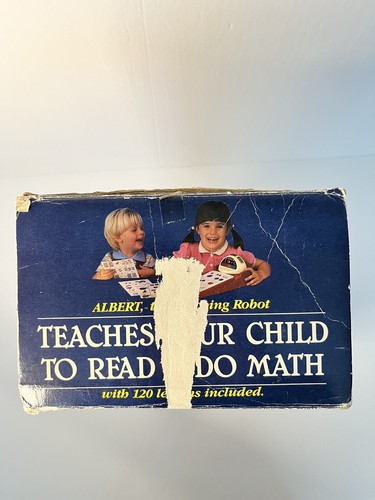 ALBERT, ing Robot
TEACHES UR CHILD
TO READ DO MATH
with 120 le s included.